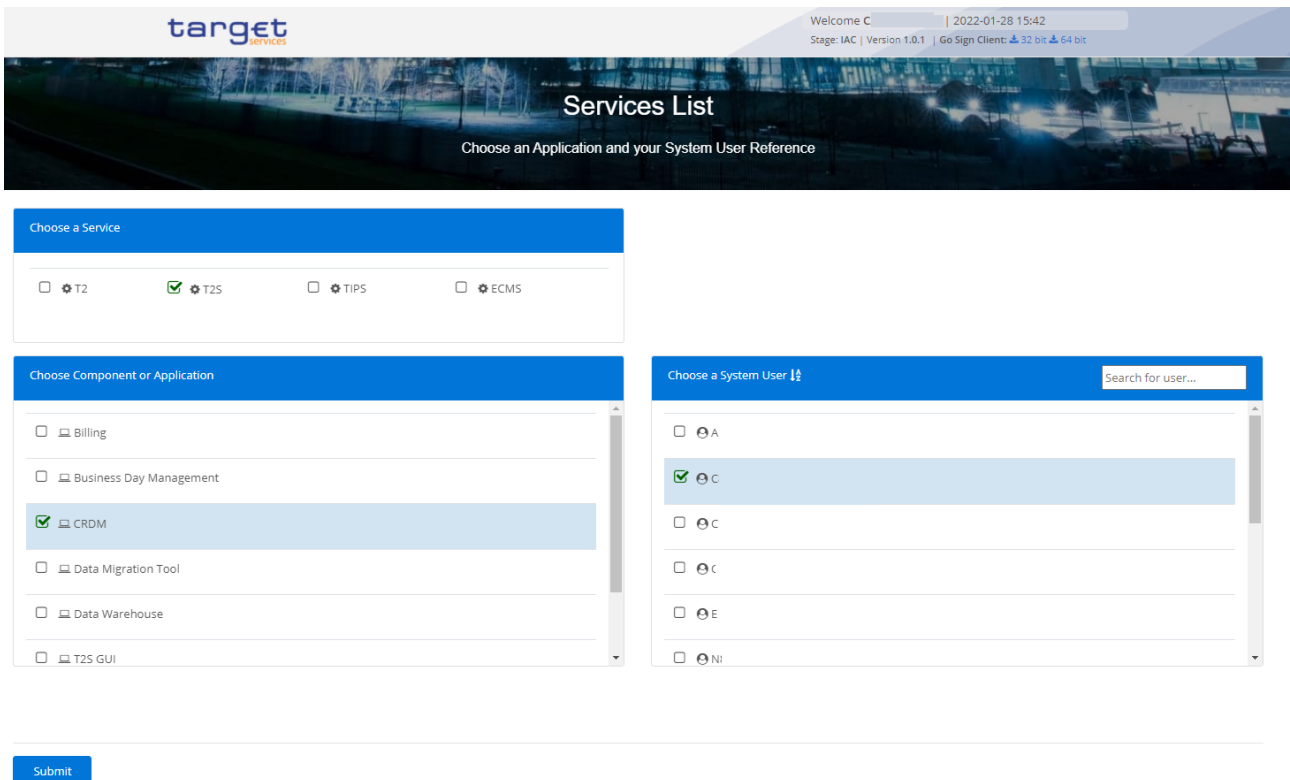 target
services
Welcome C | 2022-01-28 15:42
Stage: IAC | Version 1.0.1 | Go Sign Client: 32 bit 64 bit
Services List
Choose an Application and your System User Reference
Choose a Service
T2 T2S TIPS ECMS
Choose Component or Application
Billing
Business Day Management
CRDM
Data Migration Tool
Data Warehouse
T2S GUI
Choose a System User
Search for user...
A
C
C
E
Submit